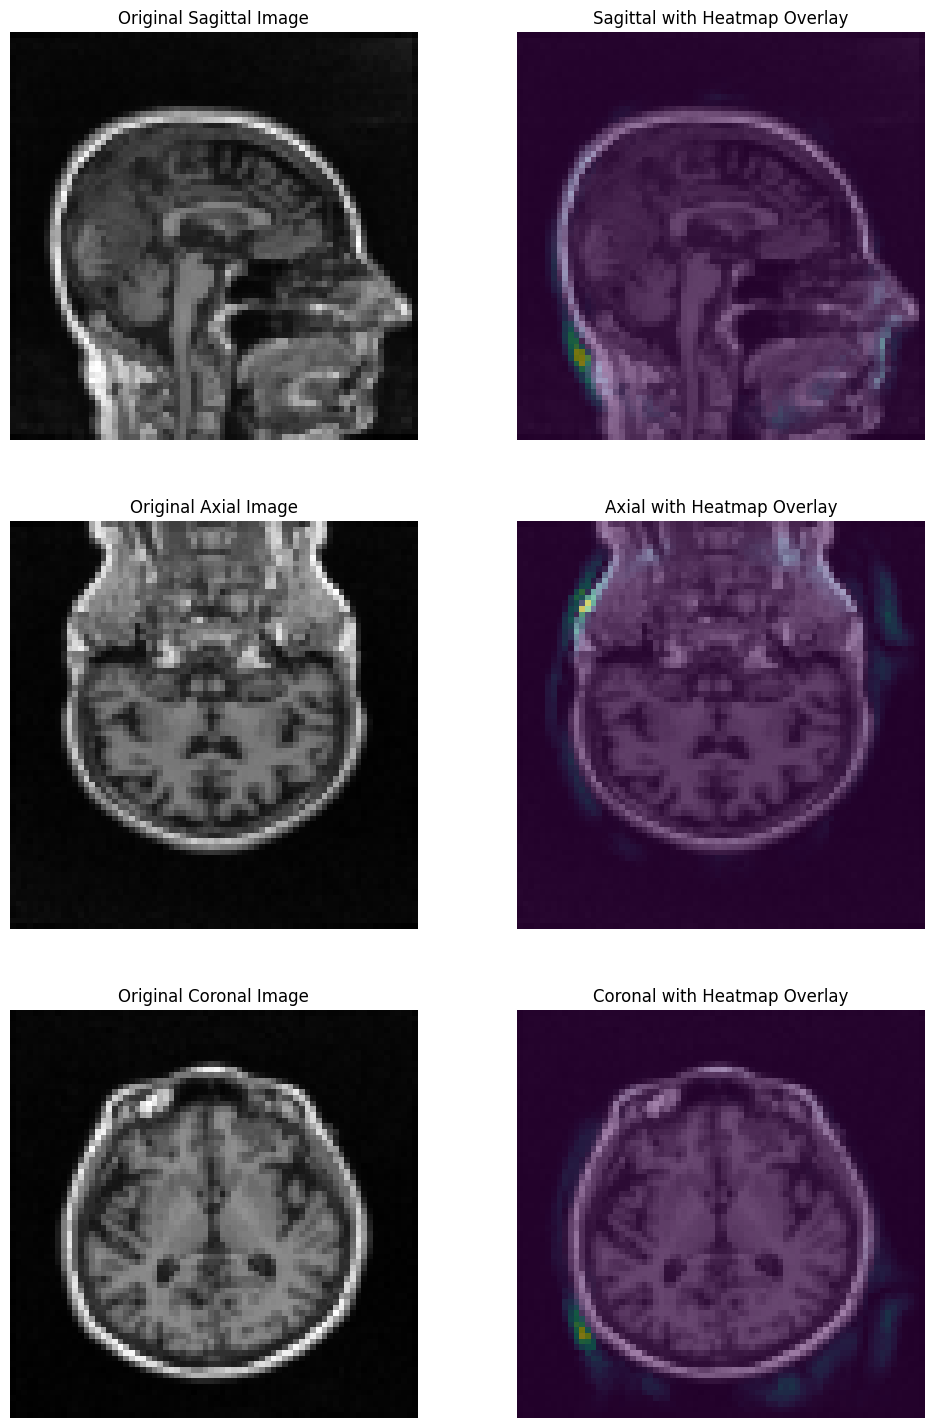 Original Sagittal Image
Sagittal with Heatmap Overlay
Original Axial Image
Axial with Heatmap Overlay
Original Coronal Image
Coronal with Heatmap Overlay